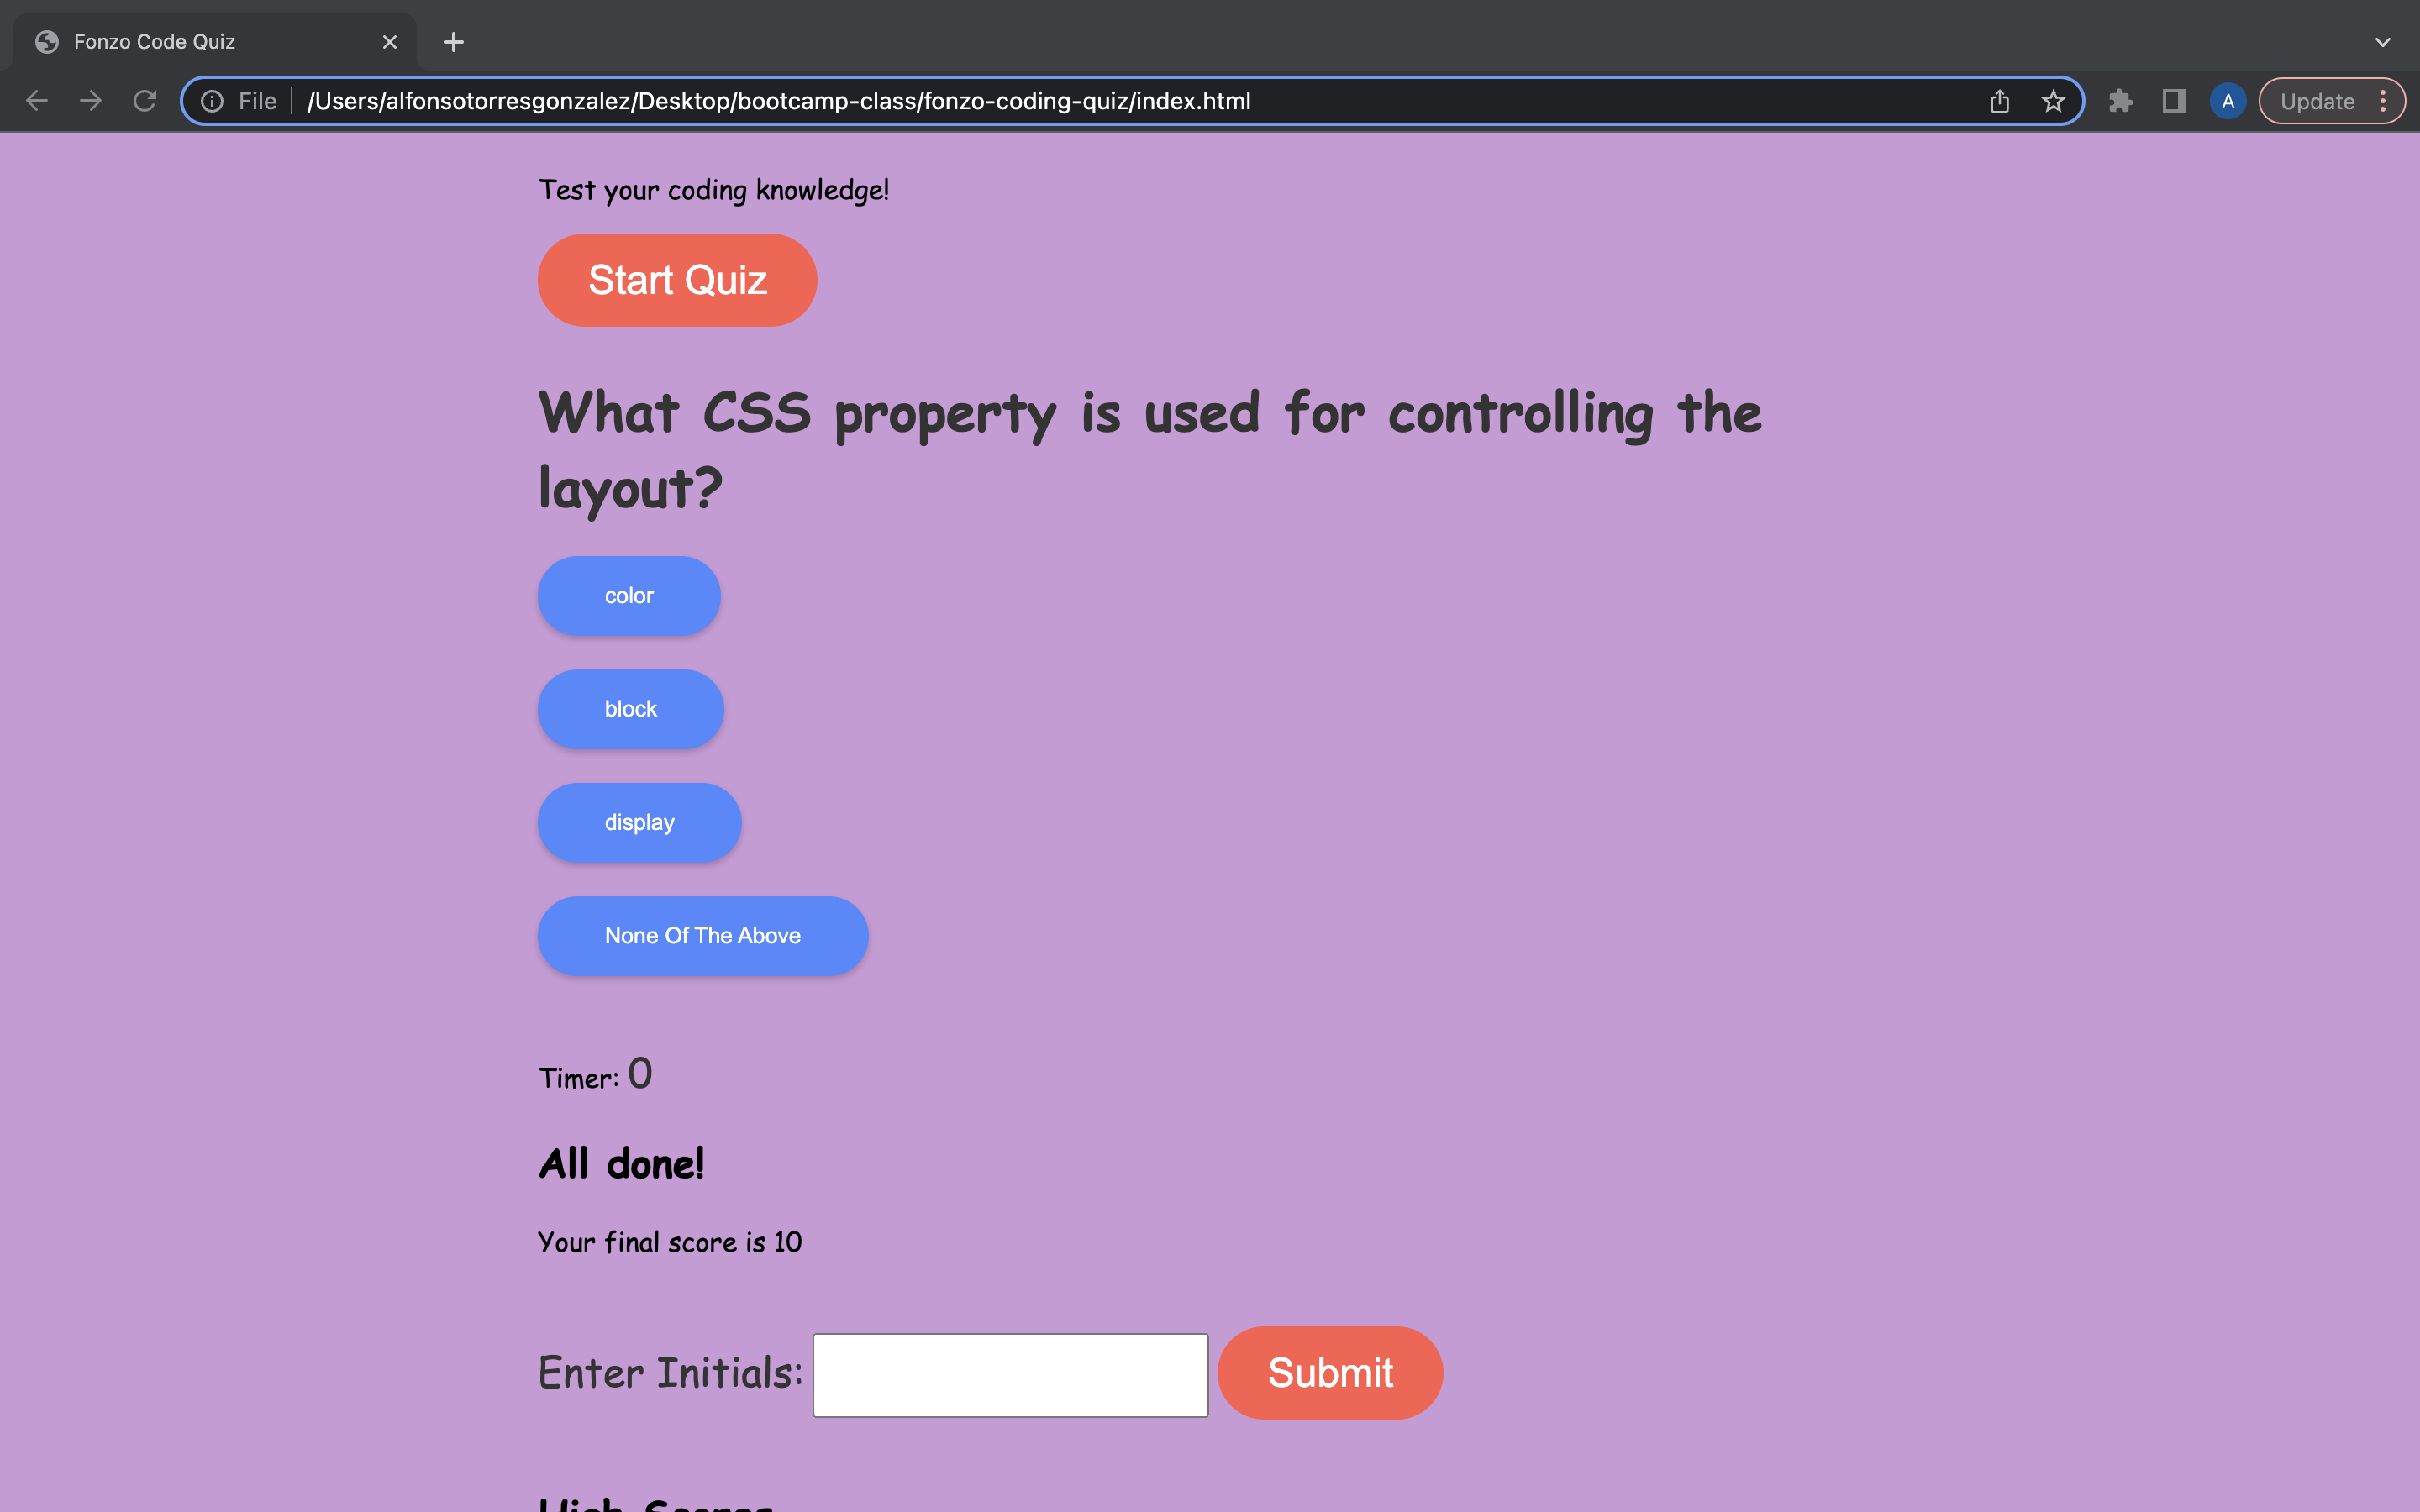 Fonzo Code Quiz
File /Users/alfonsotorresgonzalez/Desktop/bootcamp-class/fonzo-coding-quiz/index.html A Update
Test your coding knowledge!
Start Quiz
What CSS property is used for controlling the
layout?
color
block
display
None Of The Above
Timer: 0
All done!
Your final score is 10
Enter Initials: Submit
High Scores